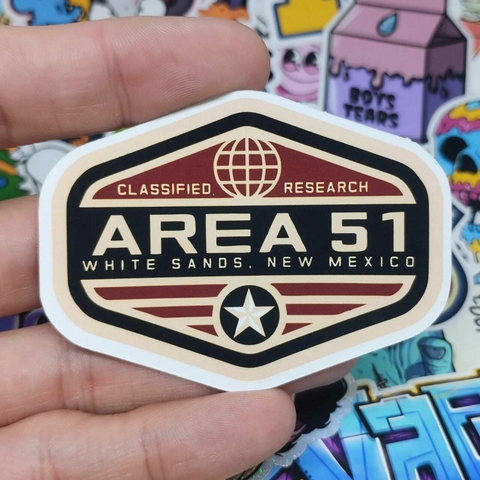 BOYS
TEARS
CLASSIFIED RESEARCH
AREA 51
WHITE SANDS, NEW MEXICO